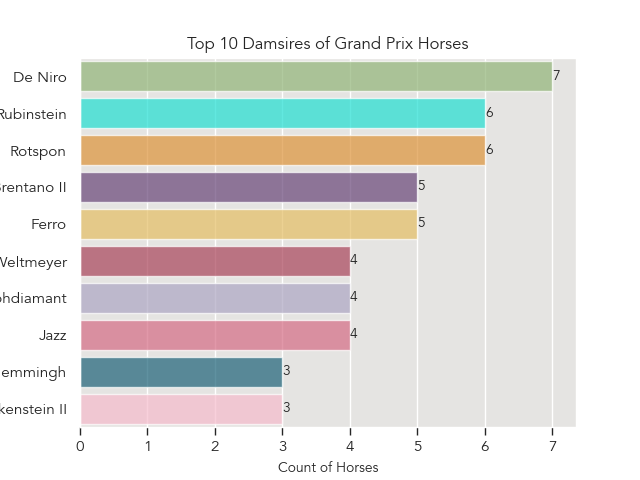 Top 10 Damsires of Grand Prix Horses
De Niro 7
Rubinstein 6
Rotspon 6
rentano II 5
Ferro 5
Weltmeyer 4
hdiamant 4
Jazz 4
emmingh 3
kenstein II 3
0 1 2 3 4 5 6 7
Count of Horses